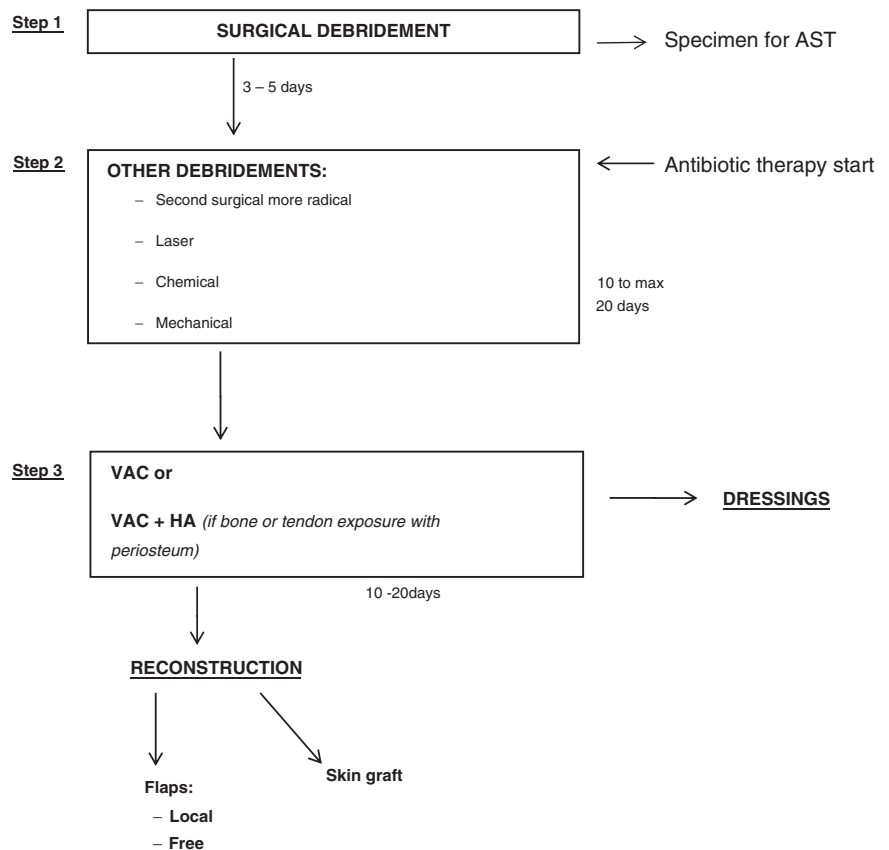 Step 1
SURGICAL DEBRIDEMENT
Specimen for AST
3 – 5 days
Step 2
OTHER DEBRIDEMENTS:
– Second surgical more radical
– Laser
– Chemical
– Mechanical
Antibiotic therapy start
10 to max
20 days
Step 3
VAC or
VAC + HA (if bone or tendon exposure with
periosteum)
DRESSINGS
10 -20days
RECONSTRUCTION
Flaps:
– Local
– Free
Skin graft